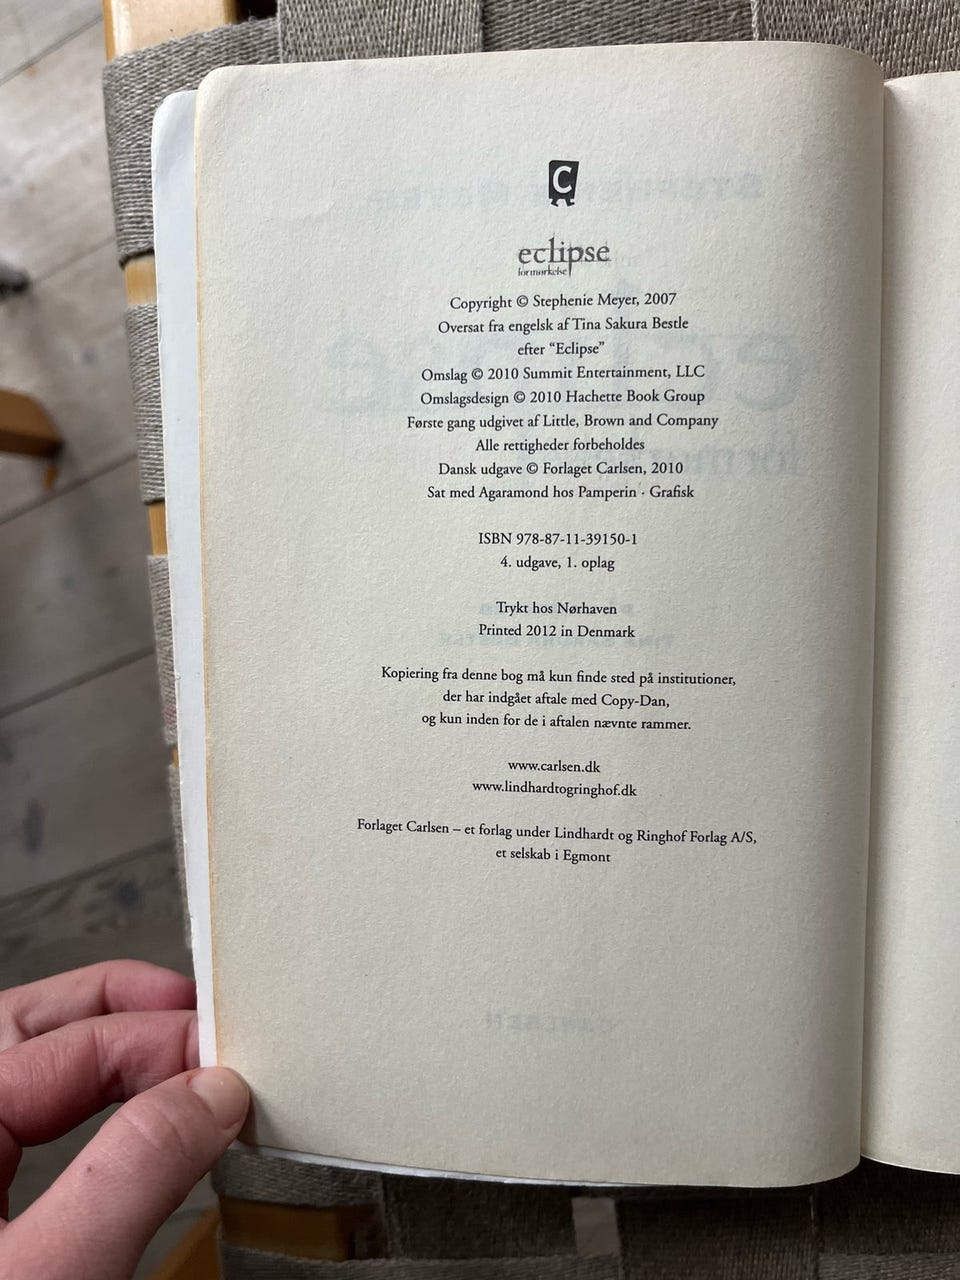 C
eclipse
formørkelse
Copyright © Stephenie Meyer, 2007
Oversat fra engelsk af Tina Sakura Bestle
efter “Eclipse”
Omslag © 2010 Summit Entertainment, LLC
Omslagsdesign © 2010 Hachette Book Group
Første gang udgivet af Little, Brown and Company
Alle rettigheder forbeholdes
Dansk udgave © Forlaget Carlsen, 2010
Sat med Agaramond hos Pamperin · Grafisk
ISBN 978-87-11-39150-1
4. udgave, 1. oplag
Trykt hos Nørhaven
Printed 2012 in Denmark
Kopiering fra denne bog må kun finde sted på institutioner,
der har indgået aftale med Copy-Dan,
og kun inden for de i aftalen nævnte rammer.
www.carlsen.dk
www.lindhardtogringhof.dk
Forlaget Carlsen – et forlag under Lindhardt og Ringhof Forlag A/S,
et selskab i Egmont